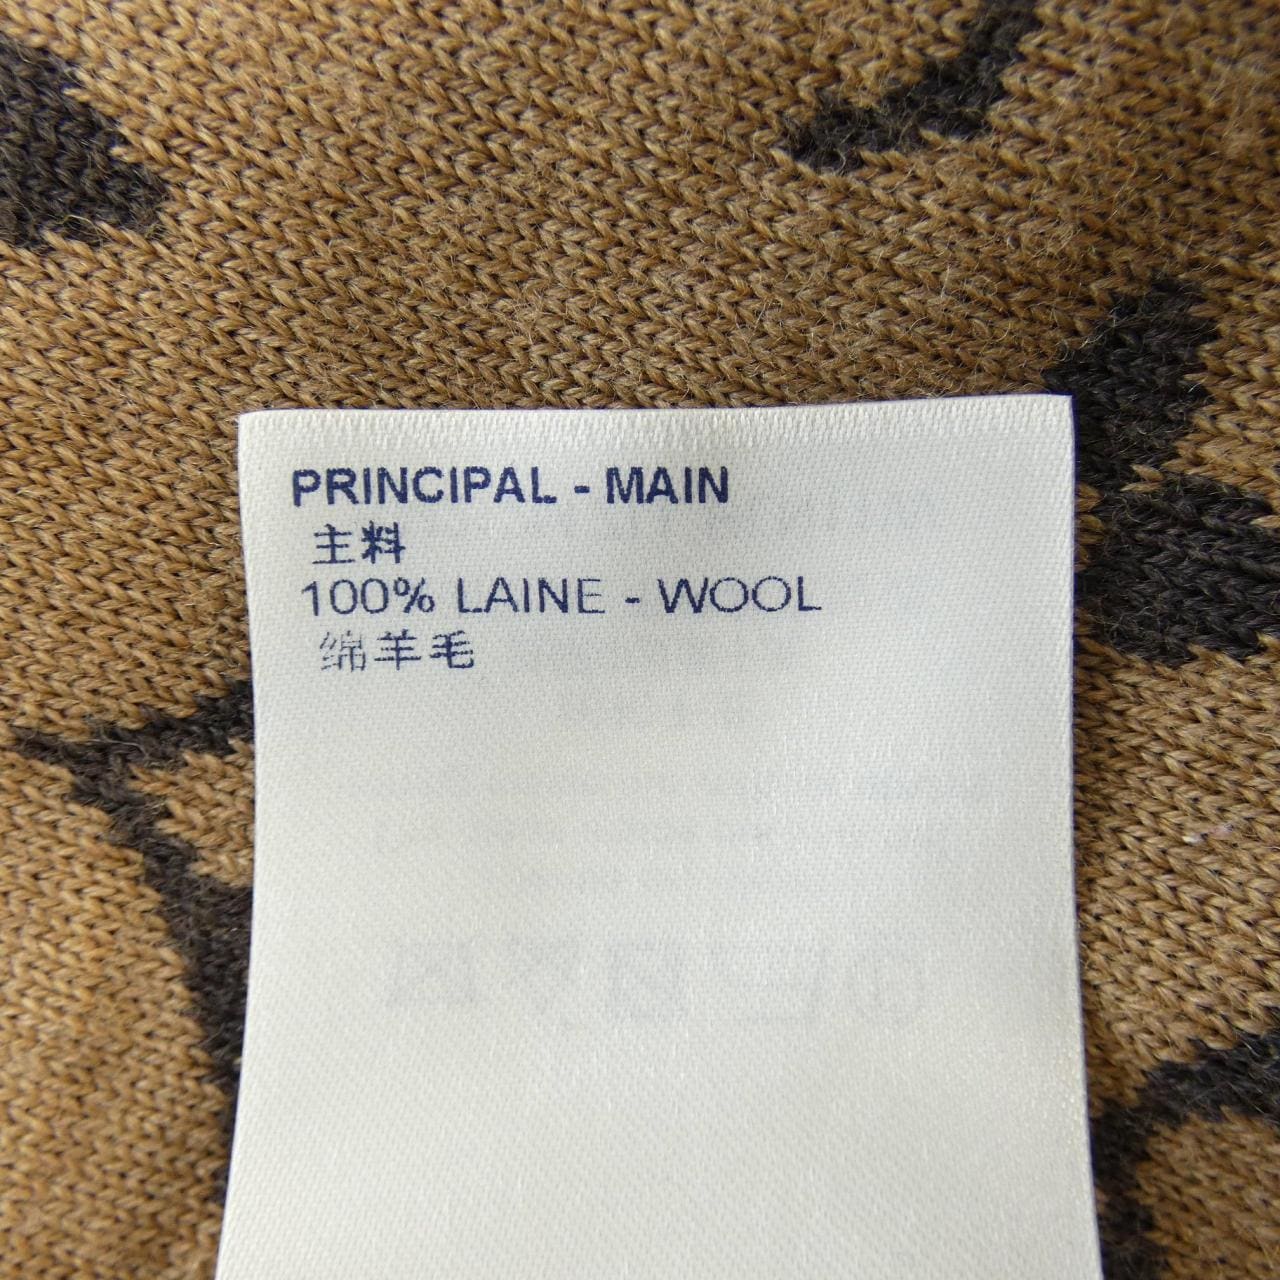 PRINCIPAL - MAIN
主料
100% LAINE - WOOL
绵羊毛